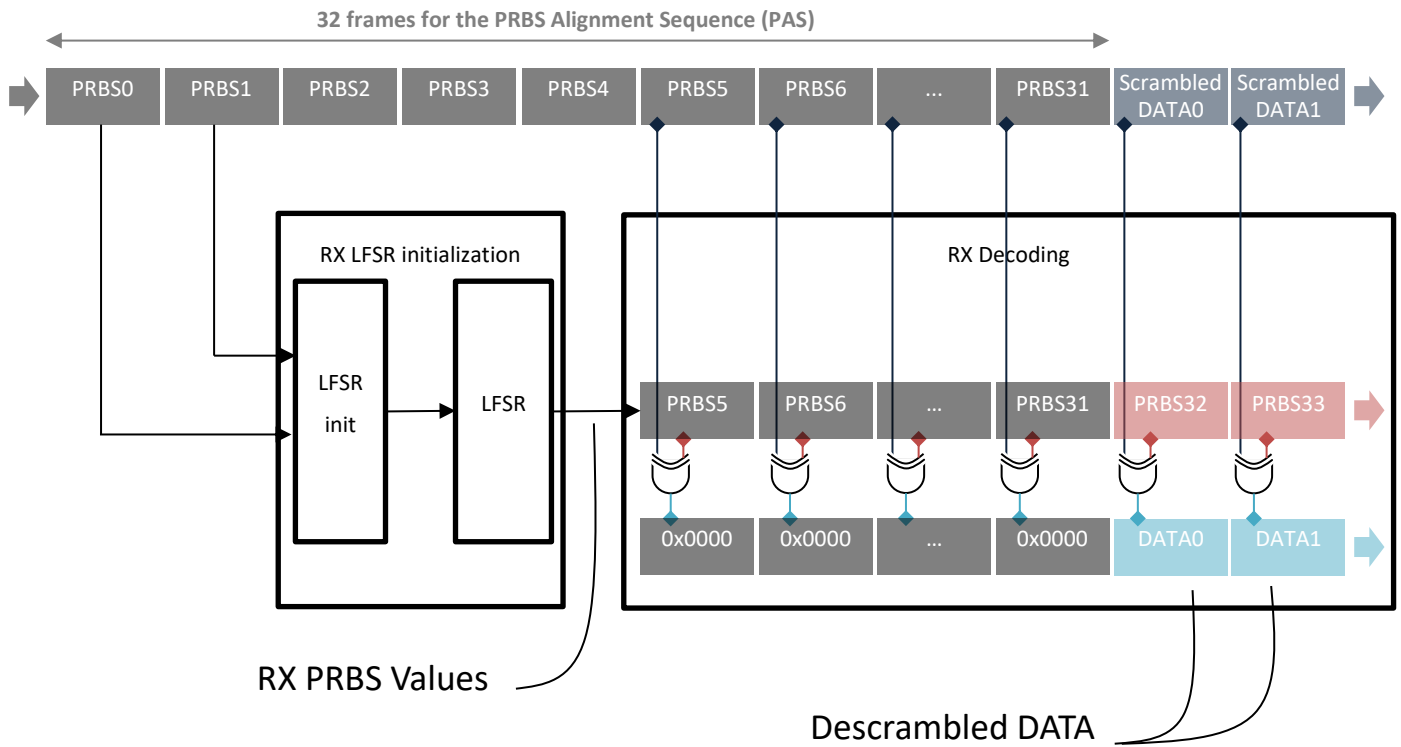 32 frames for the PRBS Alignment Sequence (PAS)
PRBS0 PRBS1 PRBS2 PRBS3 PRBS4 PRBS5 PRBS6 ... PRBS31 Scrambled DATA0 Scrambled DATA1
RX LFSR initialization
RX Decoding
LFSR
init
LFSR
PRBS5 PRBS6 ... PRBS31 PRBS32 PRBS33
0x0000 0x0000 ... 0x0000 DATA0 DATA1
RX PRBS Values
Descrambled DATA